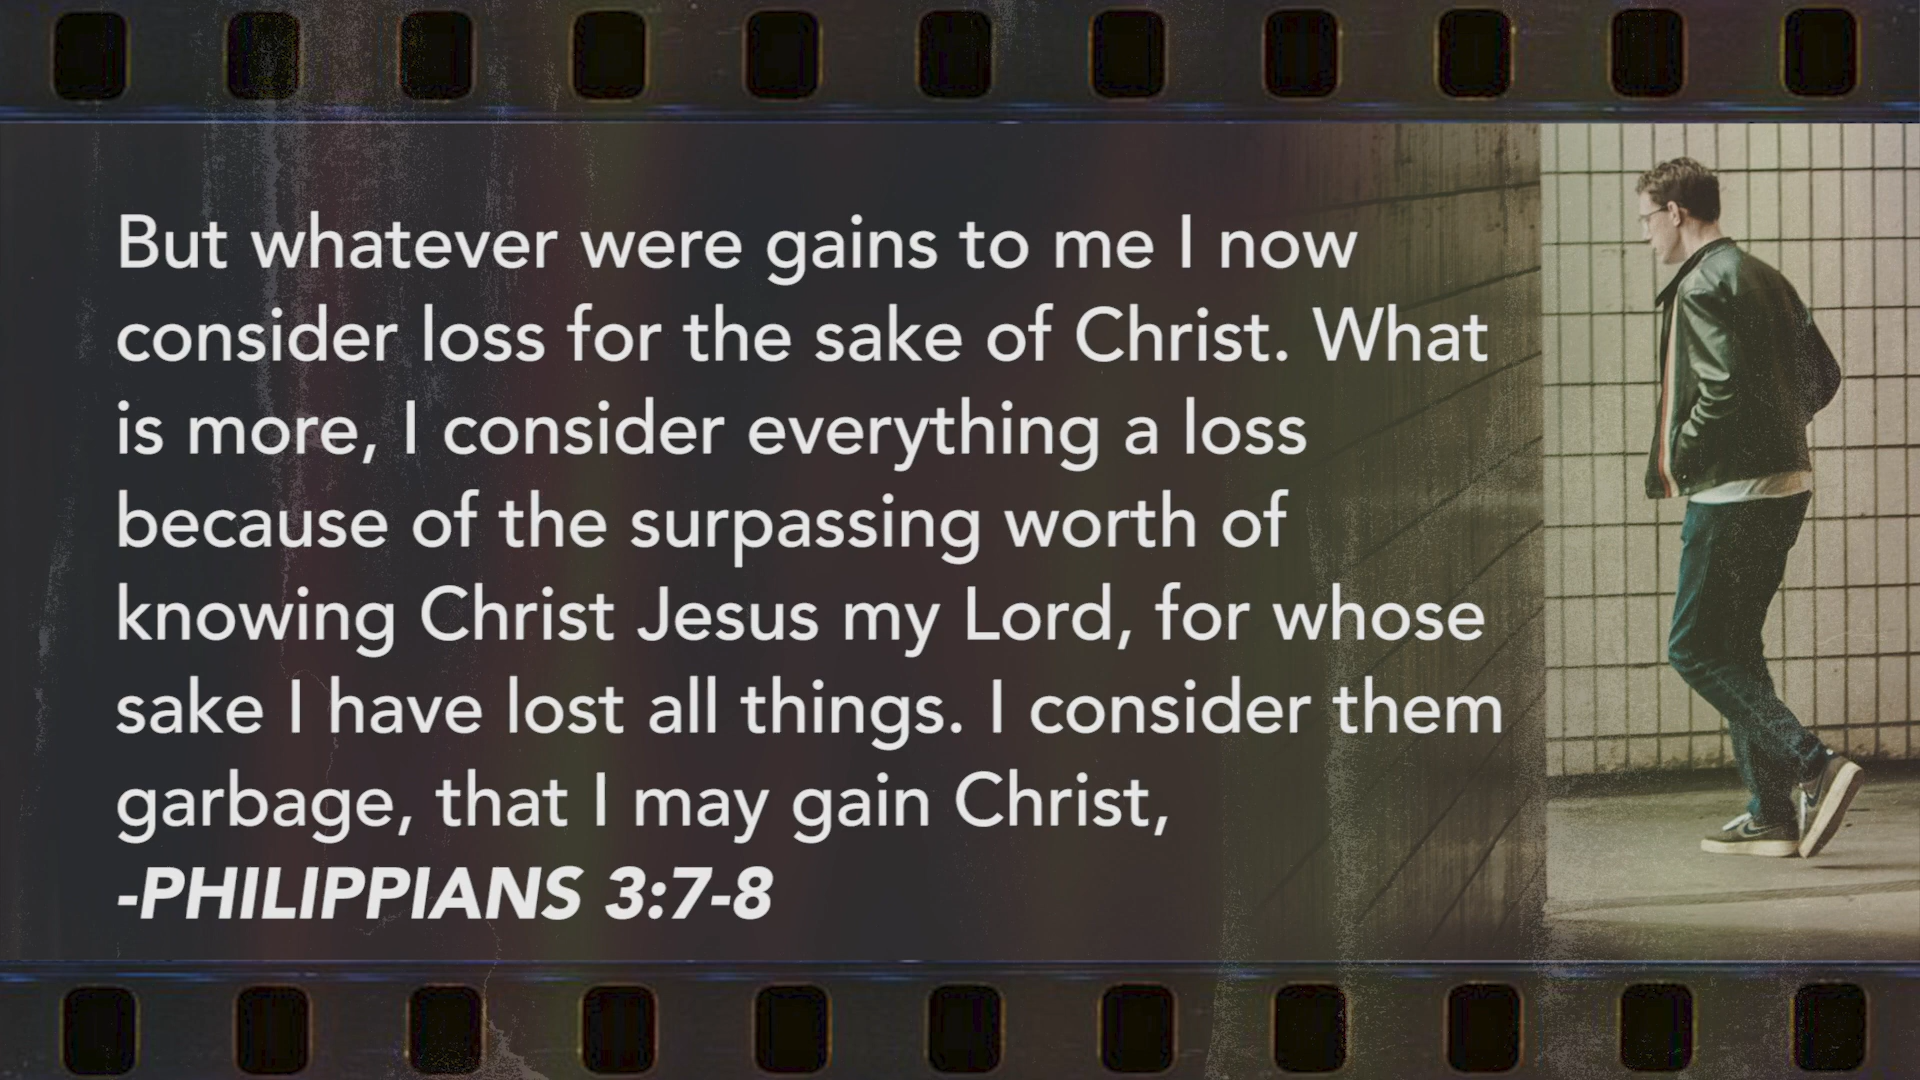 But whatever were gains to me I now
consider loss for the sake of Christ. What
is more, I consider everything a loss
because of the surpassing worth of
knowing Christ Jesus my Lord, for whose
sake I have lost all things. I consider them
garbage, that I may gain Christ,
-PHILIPPIANS 3:7-8